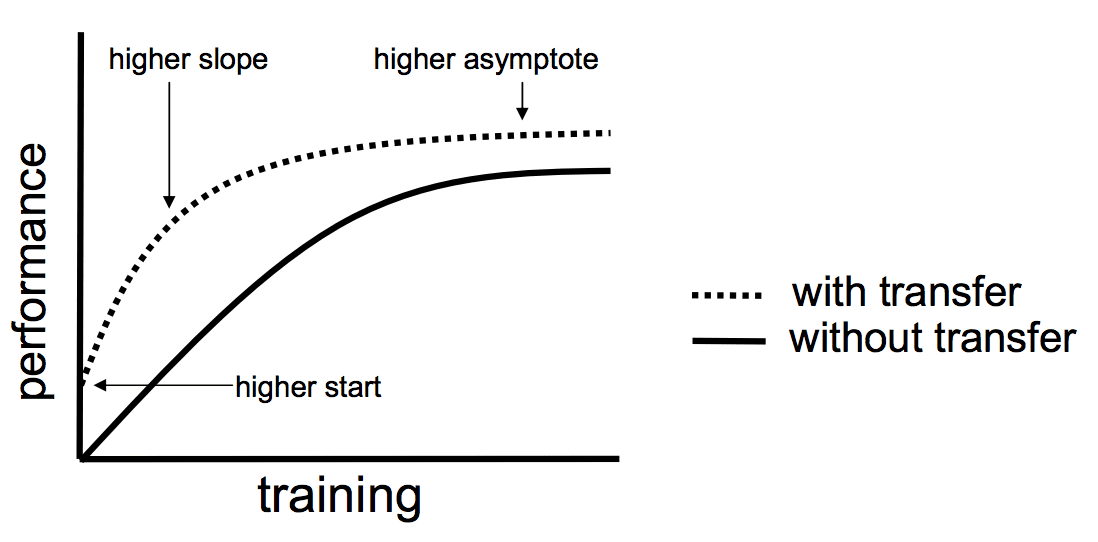 higher slope
higher asymptote
performance
higher start
training
with transfer
without transfer